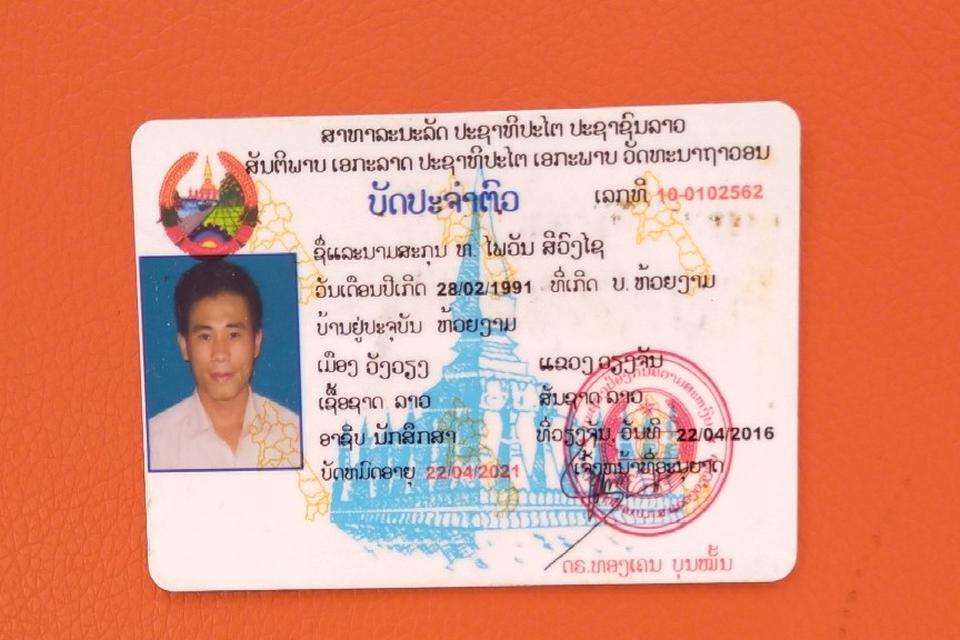 ສາທາລະນະລັດ ປະຊາທິປະໄຕ ປະຊາຊົນລາວ
ສັນຕິພາບ ເອກະລາດ ປະຊາທິປະໄຕ ເອກະພາບ ວັດທະນາຖາວອນ
ບັດປະຈຳຕົວ ເລກທີ 10-0102562
ຊື່ແລະນາມສະກຸນ ທ. ໄພວັນ ສີວົງໄຊ
ວັນເດືອນປີເກີດ 28/02/1991 ທີ່ເກີດ ບ. ຫ້ວຍງາມ
ບ້ານຢູ່ປະຈຸບັນ ຫ້ວຍງາມ
ເມືອງ ວັງວຽງ ແຂວງ ວຽງຈັນ
ເຊື້ອຊາດ ລາວ ສັນຊາດ ລາວ
ອາຊີບ ນັກສຶກສາ ທີ່ວຽງຈັນ, ວັນທີ 22/04/2016
ບັດໝົດອາຍຸ 22/04/2021 ເຈົ້າໜ້າທີ່ອະນຸຍາດ
ດຣ.ທອງເຄນ ບຸນໝັ້ນ